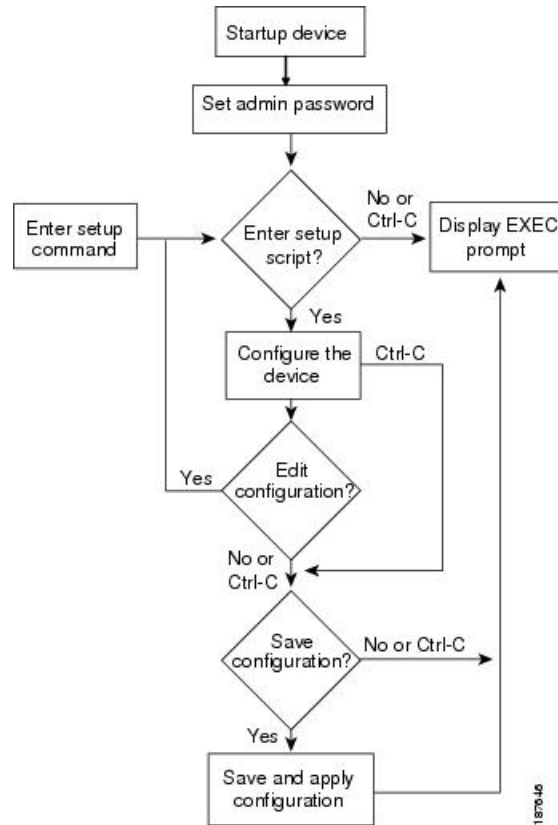 Startup device
Set admin password
No or
Ctrl-C
Enter setup
command
Enter setup
script?
Display EXEC
prompt
Yes
Configure the
device
Ctrl-C
Yes
Edit
configuration?
No or
Ctrl-C
Save
configuration?
No or Ctrl-C
Yes
Save and apply
configuration
187646